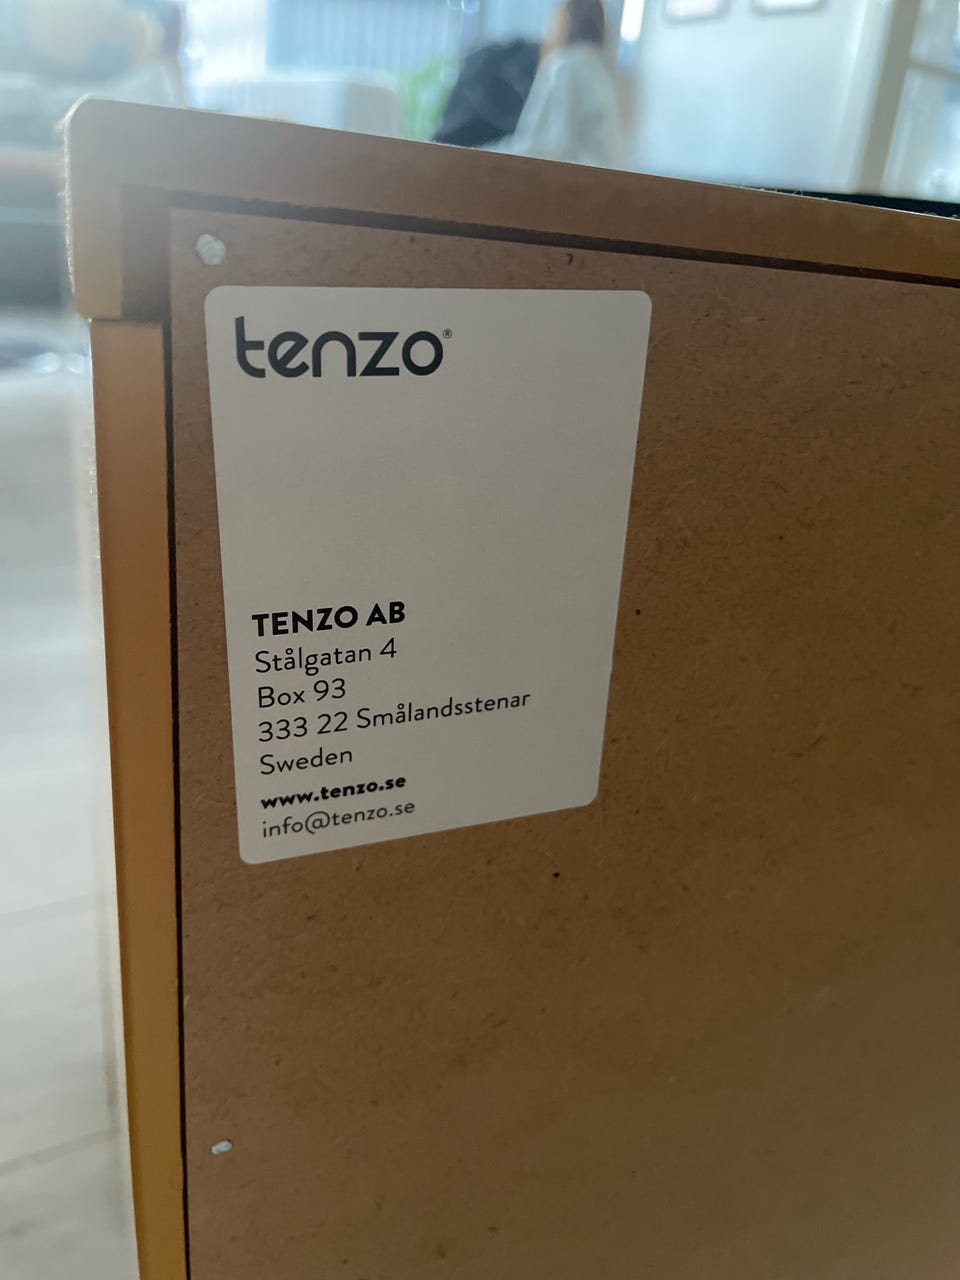 tenzo®
TENZO AB
Stålgatan 4
Box 93
333 22 Smålandsstenar
Sweden
www.tenzo.se
info@tenzo.se